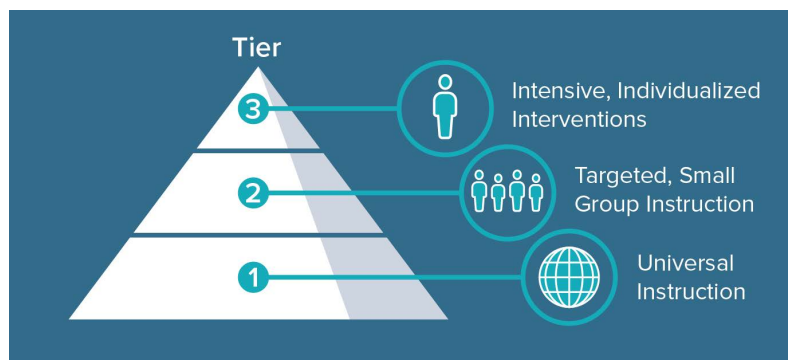 Tier
3
Intensive, Individualized
Interventions
2
Targeted, Small
Group Instruction
1
Universal
Instruction